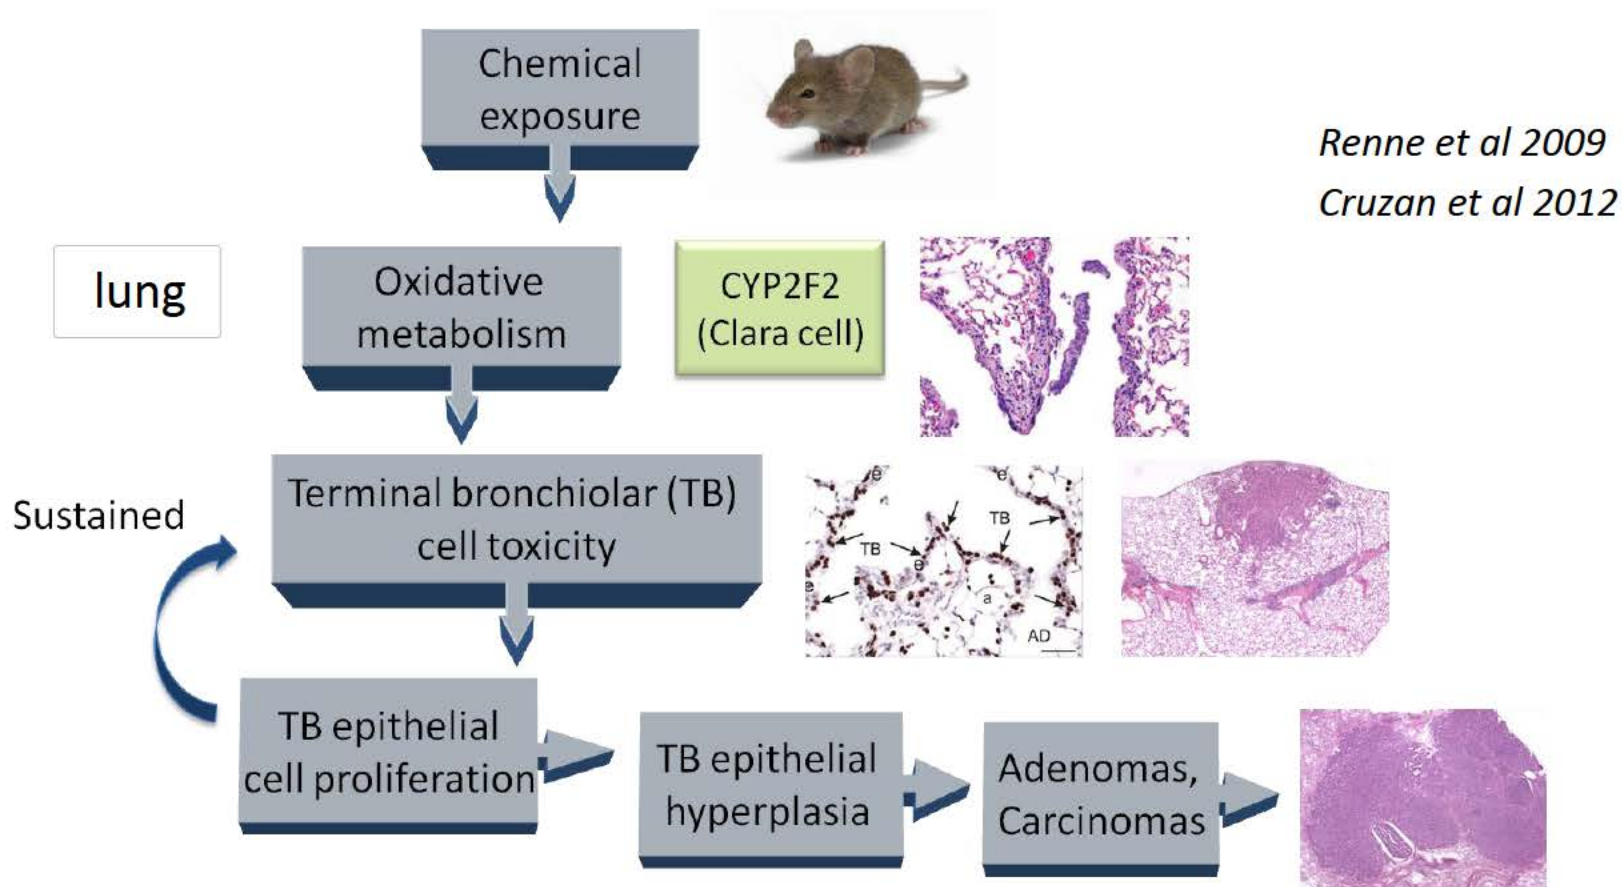 Chemical
exposure
Renne et al 2009
Cruzan et al 2012
lung
Oxidative
metabolism
CYP2F2
(Clara cell)
Sustained
Terminal bronchiolar (TB)
cell toxicity
e
e
TB
TB
e
e
a
AD
TB epithelial
cell proliferation
TB epithelial
hyperplasia
Adenomas,
Carcinomas